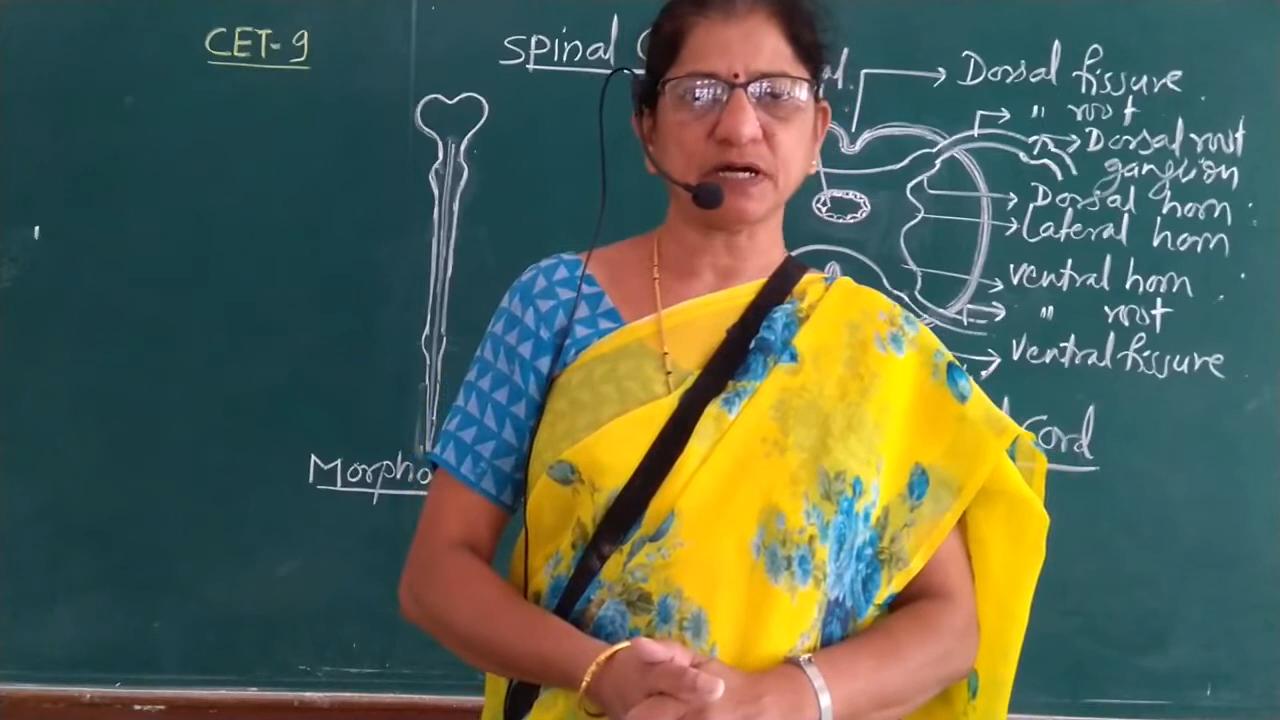 CET-9
Spinal
Dorsal fissure
" root
Dorsal root
ganglion
Dorsal horn
Lateral horn
ventral horn
" root
ventral fissure
Cord
Morpho